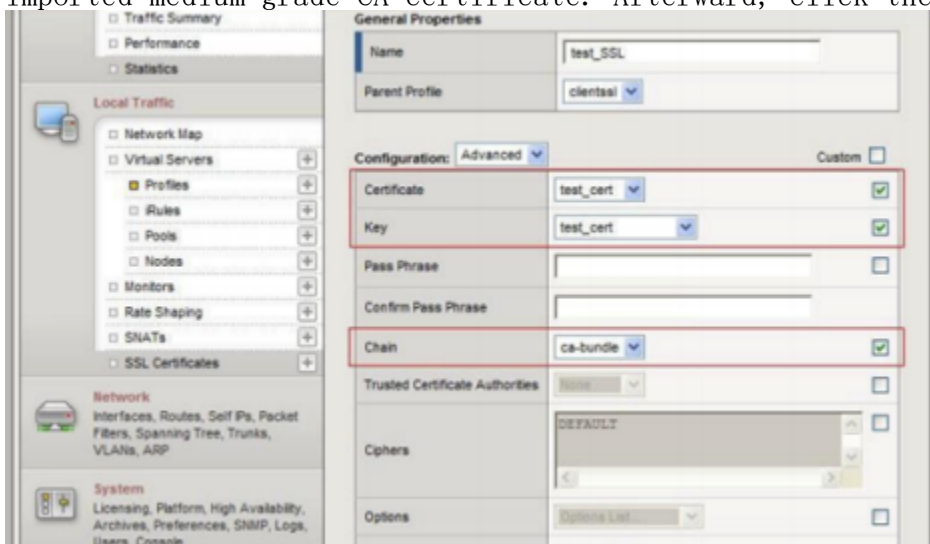 imported medium grade CA certificate. Afterward, click the
Traffic Summary
Performance
Statistics
Local Traffic
Network Map
Virtual Servers
Profiles
iRules
Pools
Nodes
Monitors
Rate Shaping
SNATs
SSL Certificates
Network
Interfaces, Routes, Self IPs, Packet
Filters, Spanning Tree, Trunks,
VLANs, ARP
System
Licensing, Platform, High Availability,
Archives, Preferences, SNMP, Logs,
Users, Console
General Properties
Name test_SSL
Parent Profile clientssl
Configuration: Advanced Custom
Certificate test_cert
Key test_cert
Pass Phrase
Confirm Pass Phrase
Chain ca-bundle
Trusted Certificate Authorities None
Ciphers DEFAULT
Options Options List...